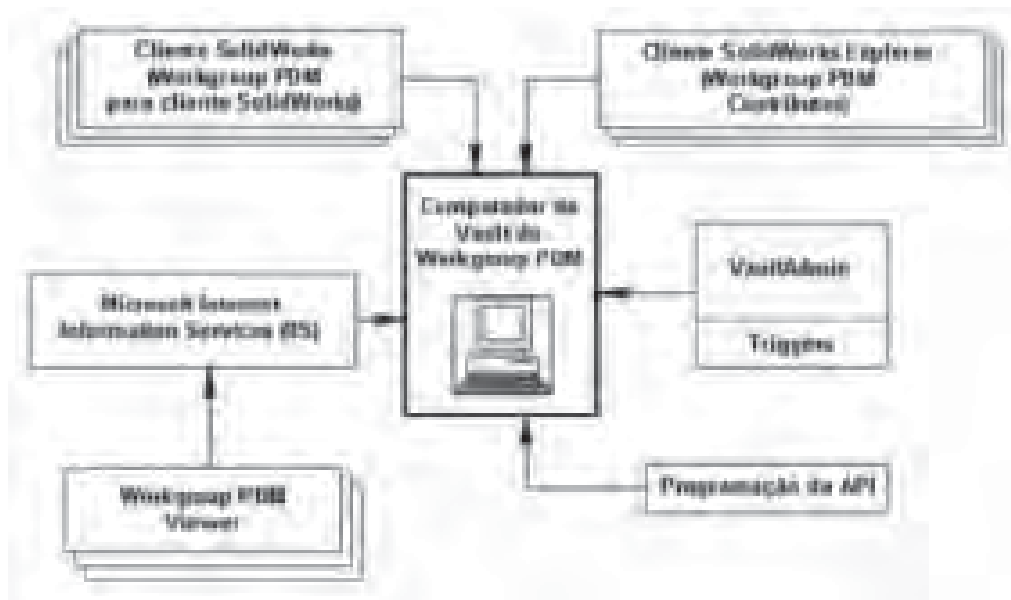 Cliente SolidWorks
(Workgroup PDM
para cliente SolidWorks)
Cliente SolidWorks Explorer
(Workgroup PDM
Contributor)
Computador do
Vault do
Workgroup PDM
VaultAdmin
Triggers
Microsoft Internet
Information Services (IIS)
Workgroup PDM
Viewer
Programação da API